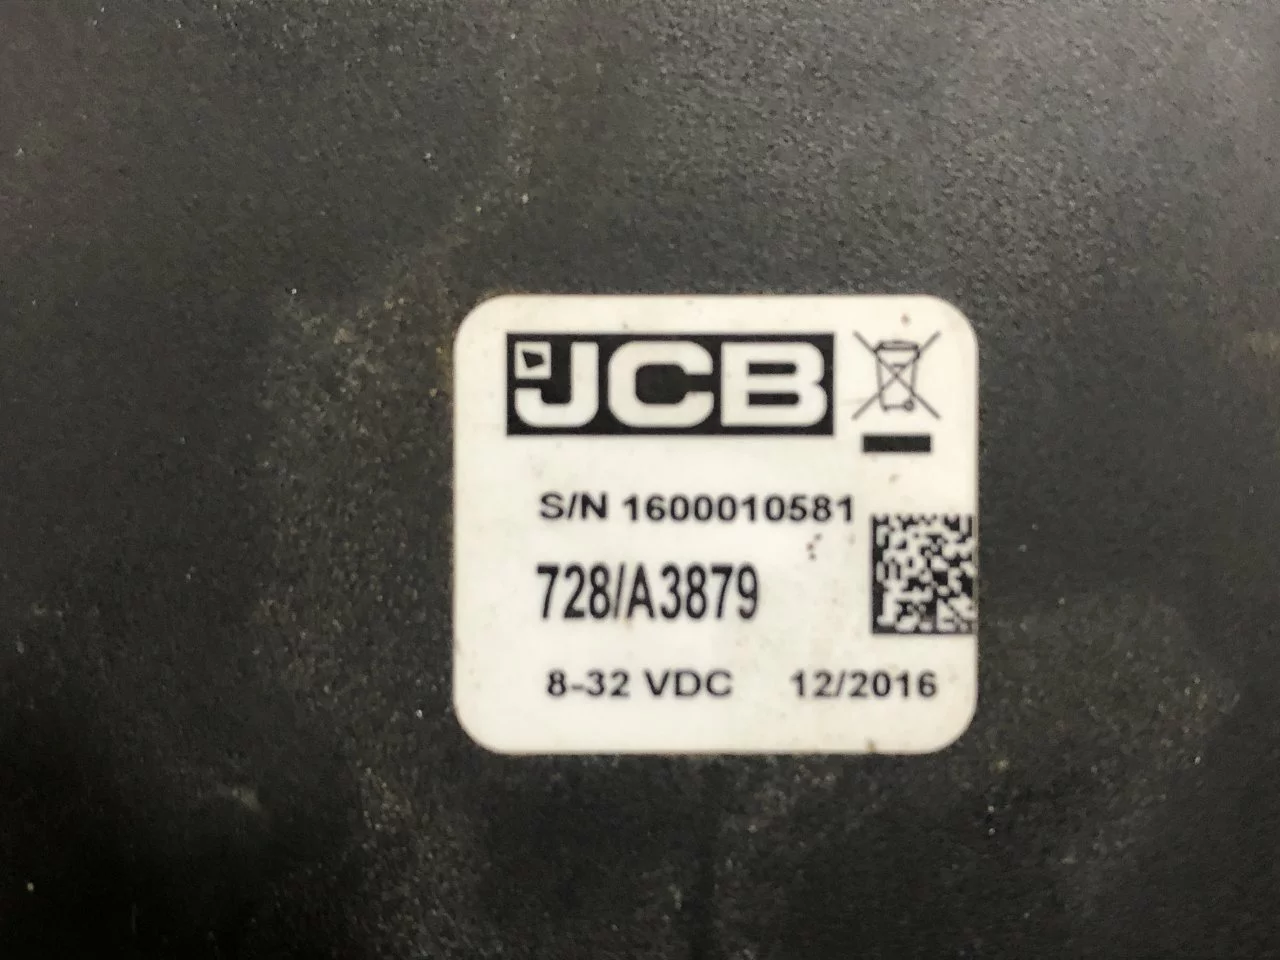 JCB
S/N 1600010581
728/A3879
8-32 VDC 12/2016